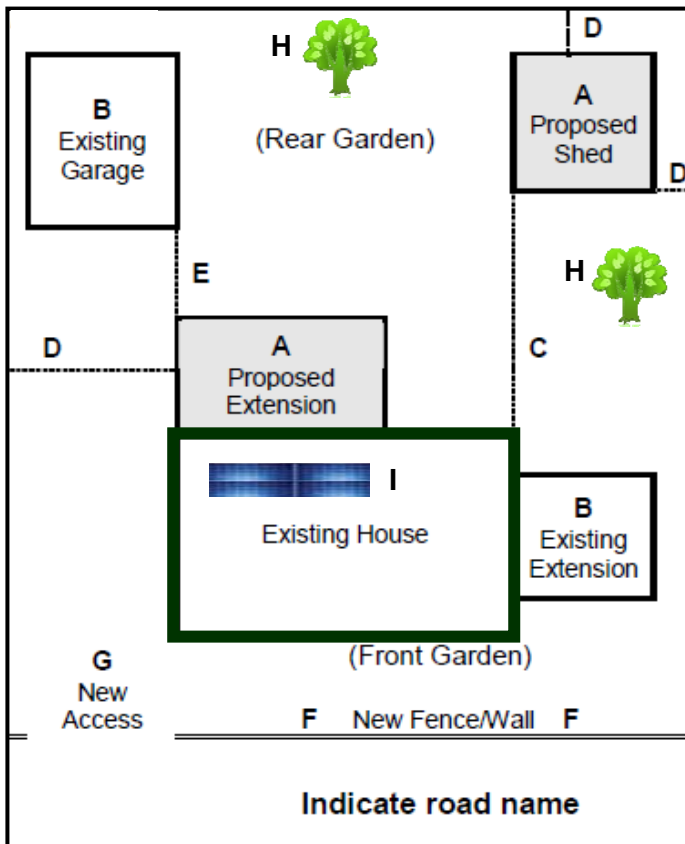 H
D
B
Existing
Garage
(Rear Garden)
A
Proposed
Shed
D
H
E
D
A
Proposed
Extension
C
I
Existing House
B
Existing
Extension
(Front Garden)
G
New
Access
F New Fence/Wall F
Indicate road name